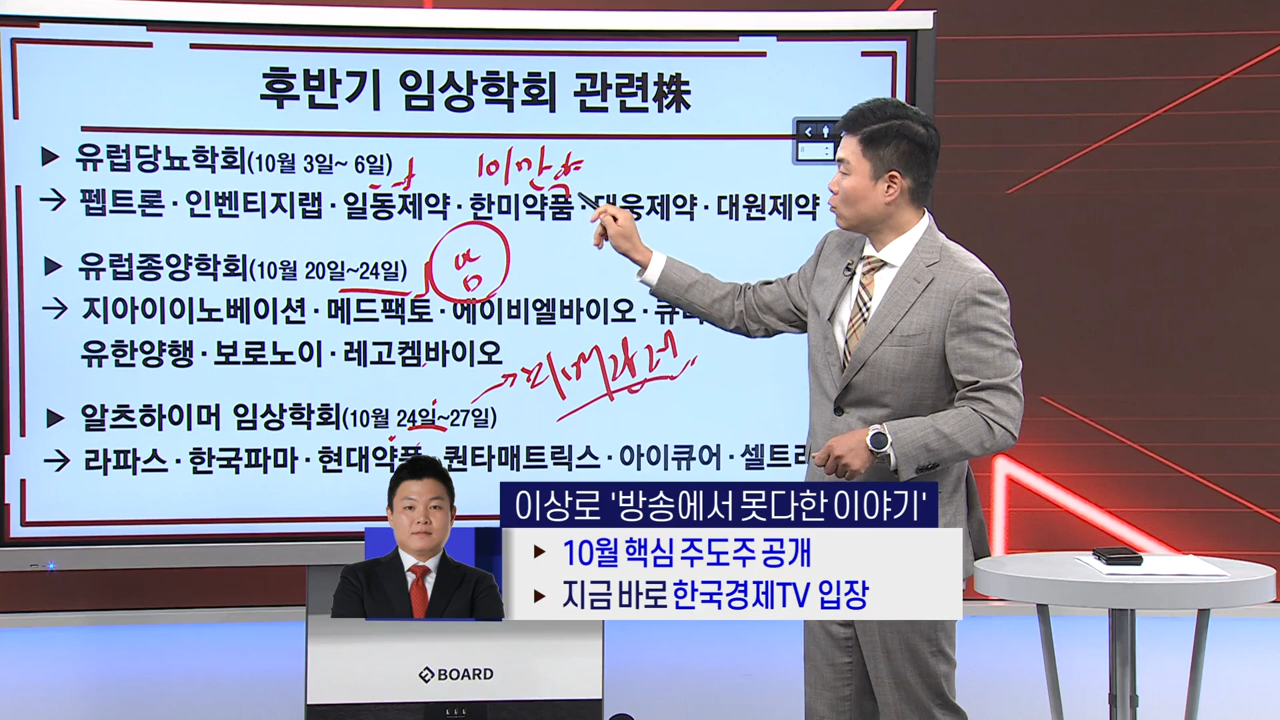 후반기 임상학회 관련株
▶ 유럽당뇨학회(10월 3일~ 6일)
→ 펩트론·인벤티지랩·일동제약·한미약품·대웅제약·대원제약
▶ 유럽종양학회(10월 20일~24일)
암
→ 지아이이노베이션·메드팩토·에이비엘바이오
유한양행·보로노이·레고켐바이오
▶ 알츠하이머 임상학회(10월 24일~27일)
→ 라파스·한국파마·현대약품·퀀타매트릭스·아이큐어
이상로 '방송에서 못다한 이야기'
▶ 10월 핵심 주도주 공개
▶ 지금 바로 한국경제TV 입장
BOARD